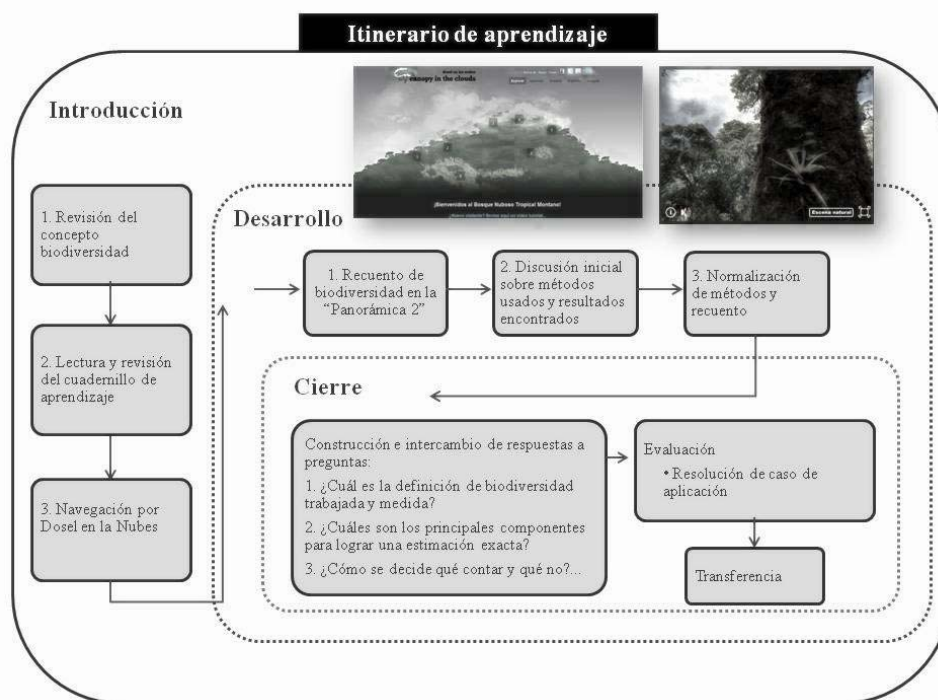 Itinerario de aprendizaje
canopy in the clouds
¡Bienvenidos al Bosque Nuboso Tropical Montano!
Escena natural
Introducción
1. Revisión del
concepto
biodiversidad
2. Lectura y revisión
del cuadernillo de
aprendizaje
3. Navegación por
Dosel en la Nubes
Desarrollo
1. Recuento de
biodiversidad en la
“Panorámica 2”
2. Discusión inicial
sobre métodos
usados y resultados
encontrados
3. Normalización
de métodos y
recuento
Cierre
Construcción e intercambio de respuestas a
preguntas:
1. ¿Cuál es la definición de biodiversidad
trabajada y medida?
2. ¿Cuáles son los principales componentes
para lograr una estimación exacta?
3. ¿Cómo se decide qué contar y qué no?...
Evaluación
• Resolución de caso de
aplicación
Transferencia